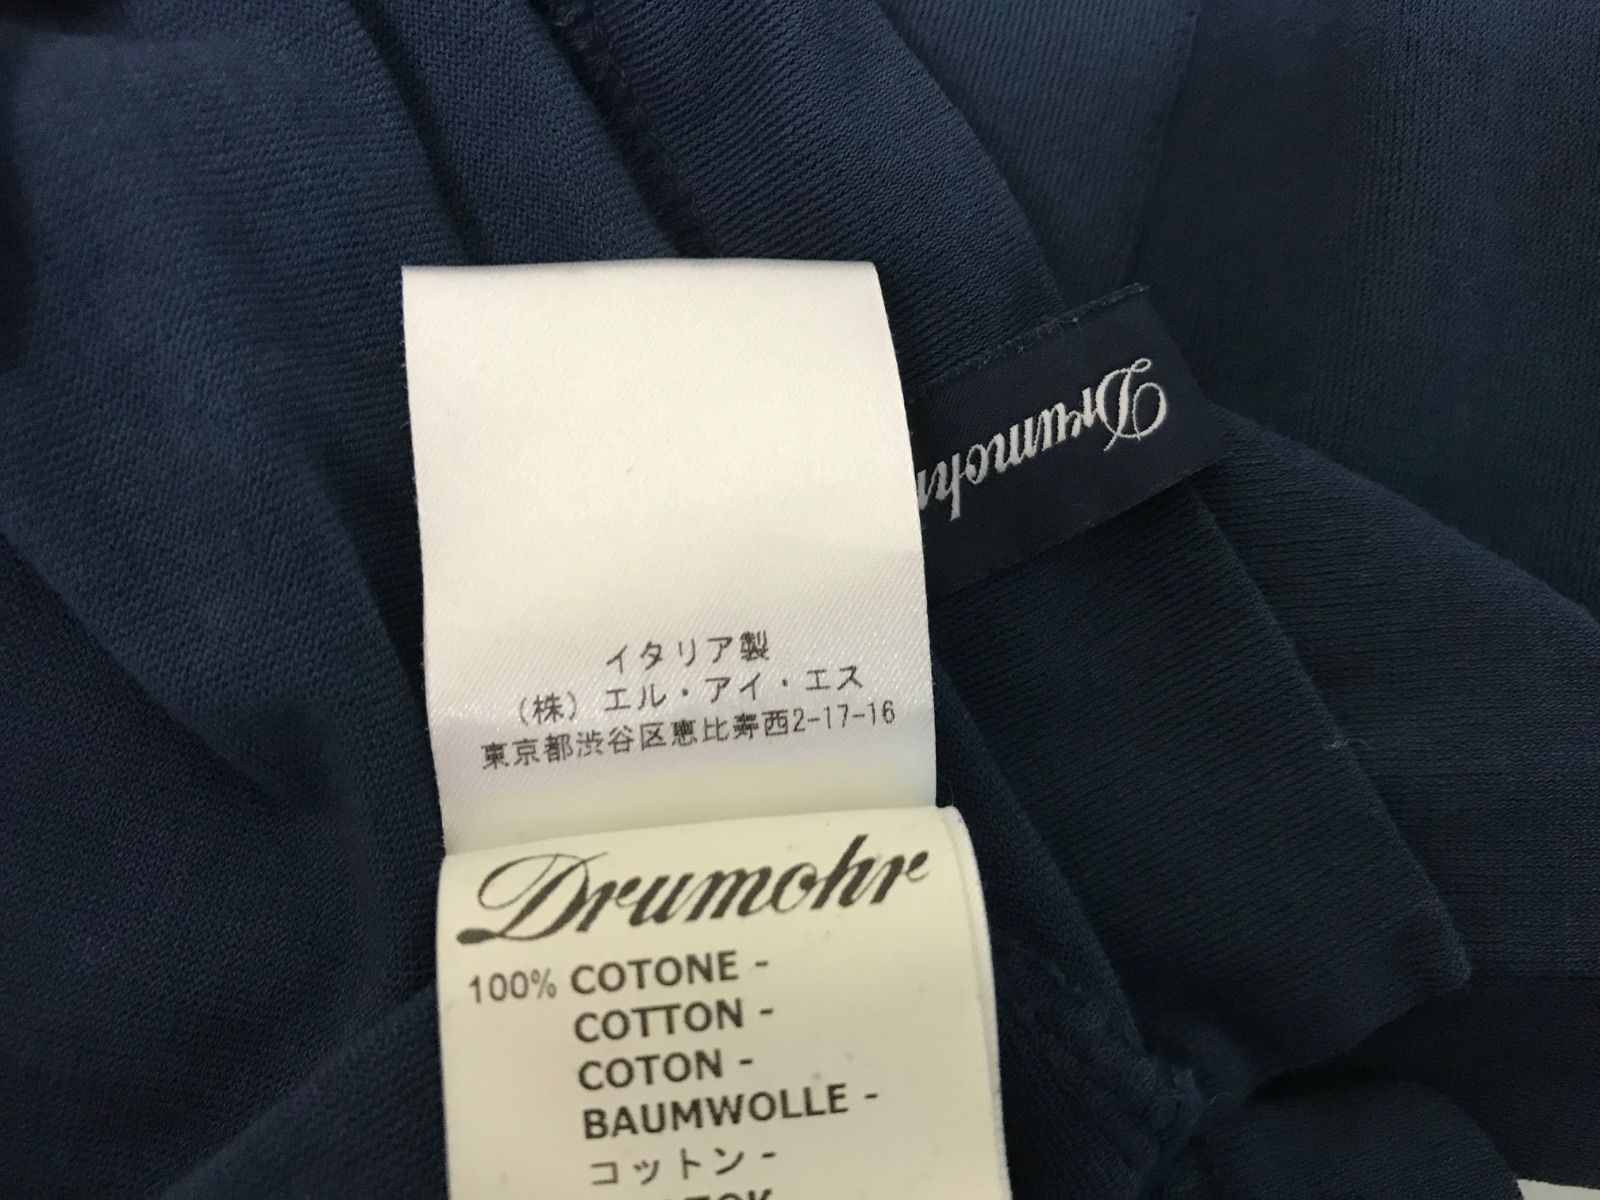 Drumohr
イタリア製
(株) エル・アイ・エス
東京都渋谷区恵比寿西2-17-16
Drumohr
100% COTONE -
COTTON -
COTON -
BAUMWOLLE -
コットン -